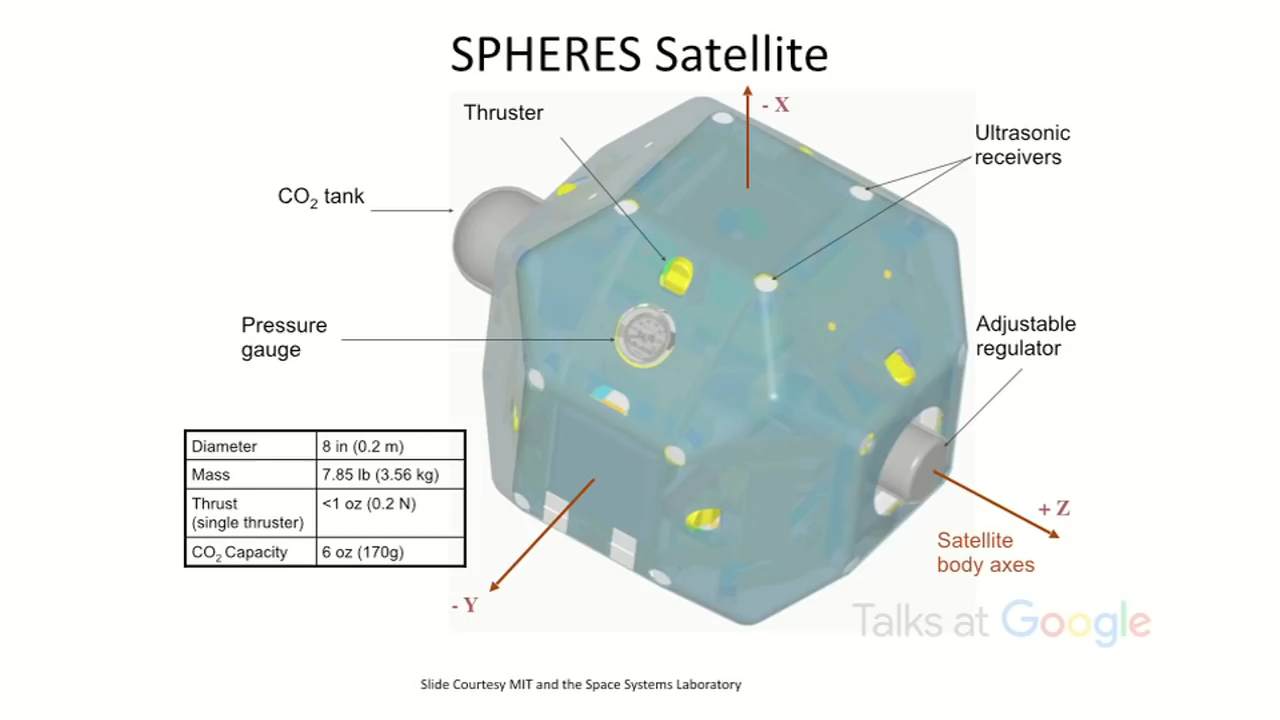 SPHERES Satellite
Thruster
- X
Ultrasonic
receivers
CO₂ tank
Pressure
gauge
Adjustable
regulator
Diameter 8 in (0.2 m)
Mass 7.85 lb (3.56 kg)
Thrust <1 oz (0.2 N)
(single thruster)
CO₂ Capacity 6 oz (170g)
+ Z
Satellite
body axes
- Y
Talks at Google
Slide Courtesy MIT and the Space Systems Laboratory